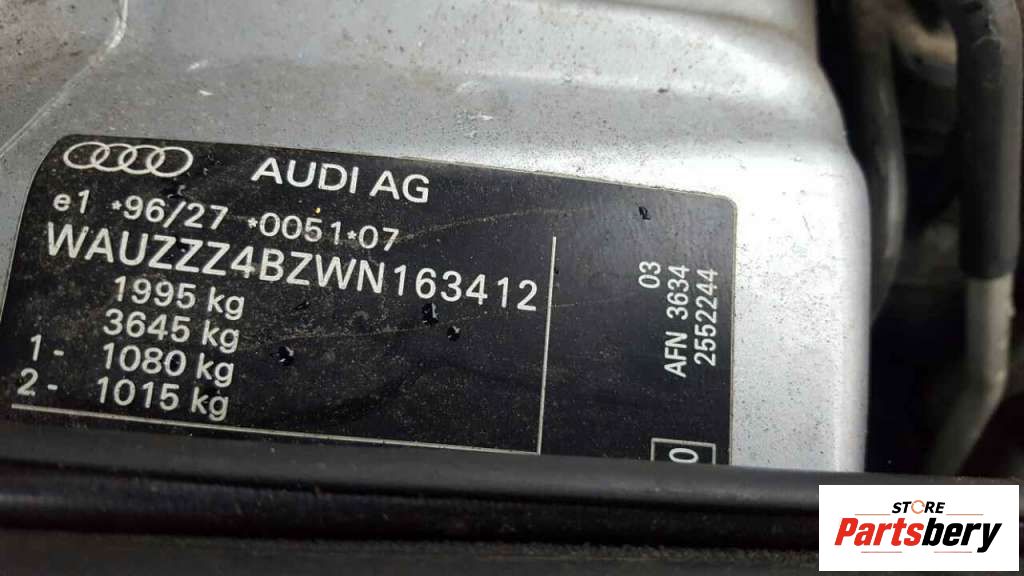 AUDI AG
e1 *96/27 *0051*07
WAUZZZ4BZWN163412
1995 kg
3645 kg
1- 1080 kg
2- 1015 kg
03
AFN 3634
2552244
0
STORE
Partsbery